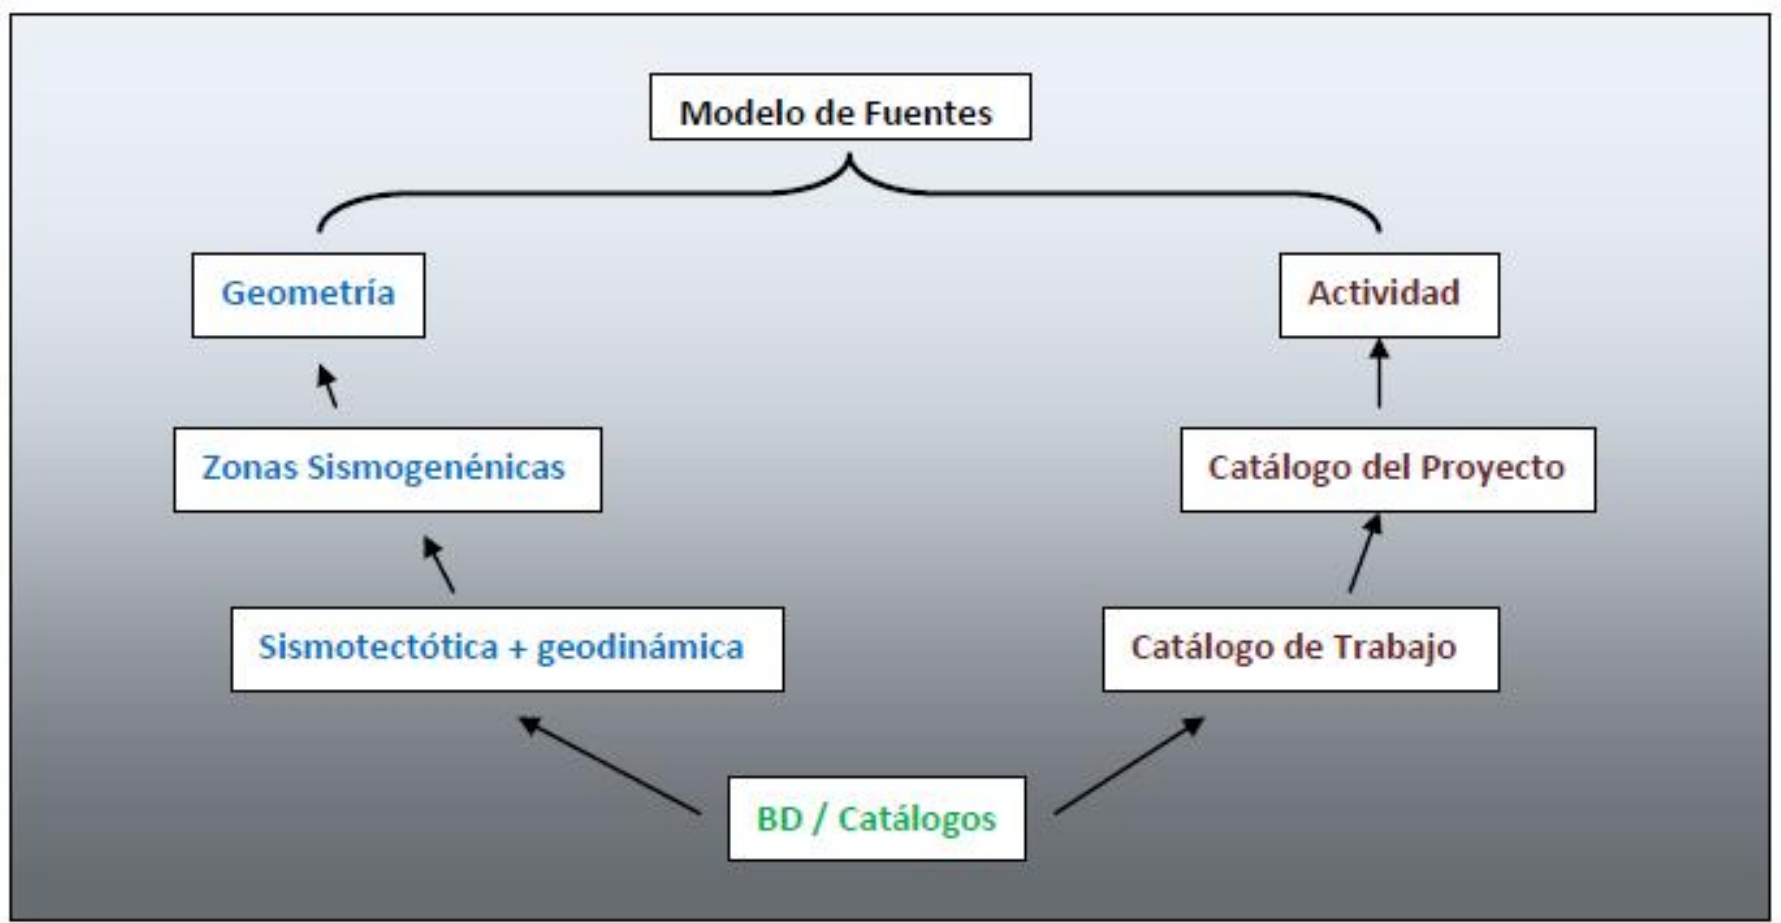 Modelo de Fuentes
Geometría
Actividad
Zonas Sismogenénicas
Catálogo del Proyecto
Sismotectótica + geodinámica
Catálogo de Trabajo
BD / Catálogos